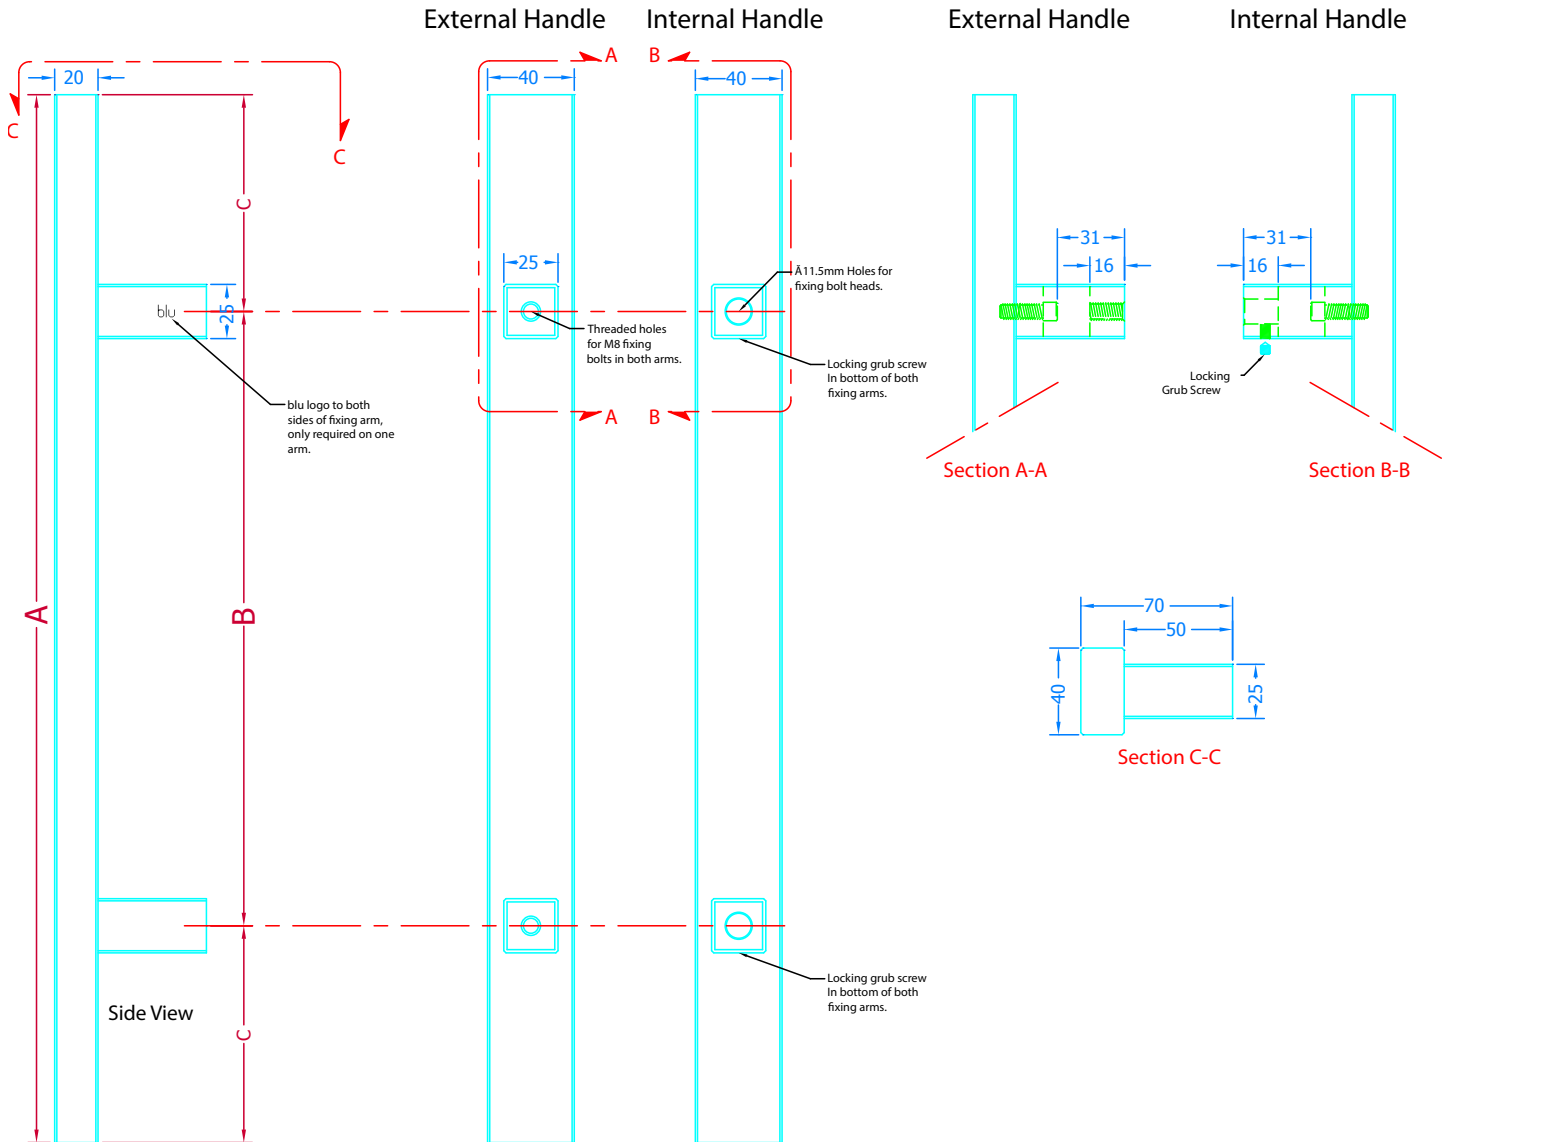 External Handle
Internal Handle
External Handle
Internal Handle
A
B
20
40
40
C
C
C
31
31
16
16
25
25
Ä11.5mm Holes for
fixing bolt heads.
blu
Threaded holes
for M8 fixing
bolts in both arms.
Locking grub screw
In bottom of both
fixing arms.
Locking
Grub Screw
blu logo to both
sides of fixing arm,
only required on one
arm.
A
B
Section A-A
Section B-B
A
B
70
50
40
25
Section C-C
Locking grub screw
In bottom of both
fixing arms.
Side View
C